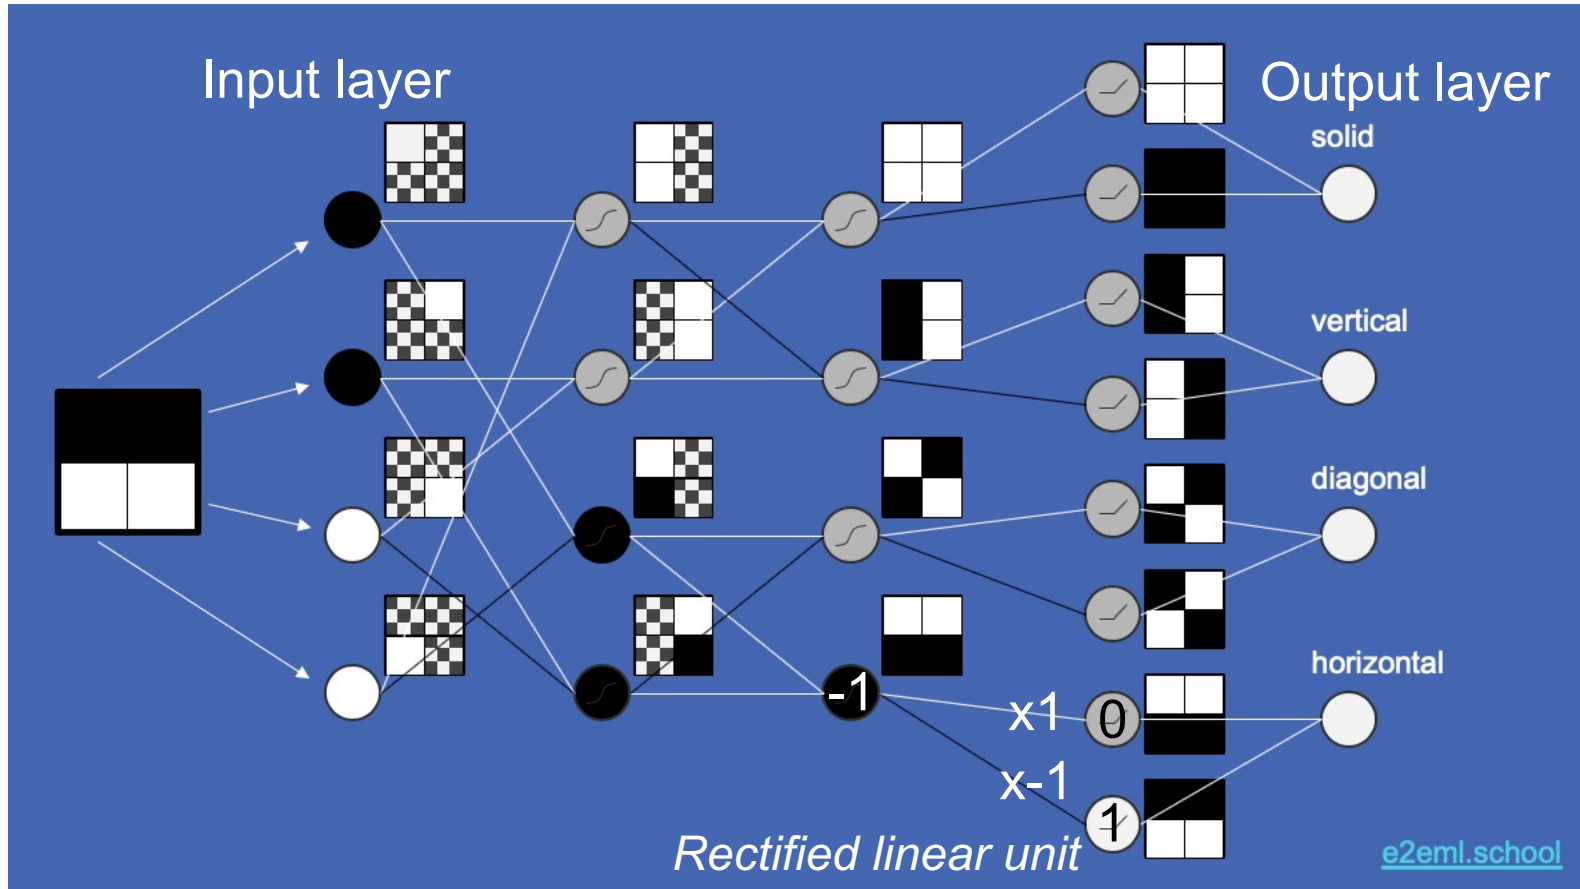 Input layer
Output layer
solid
vertical
diagonal
horizontal
-1
x1
0
x-1
1
Rectified linear unit
e2eml.school